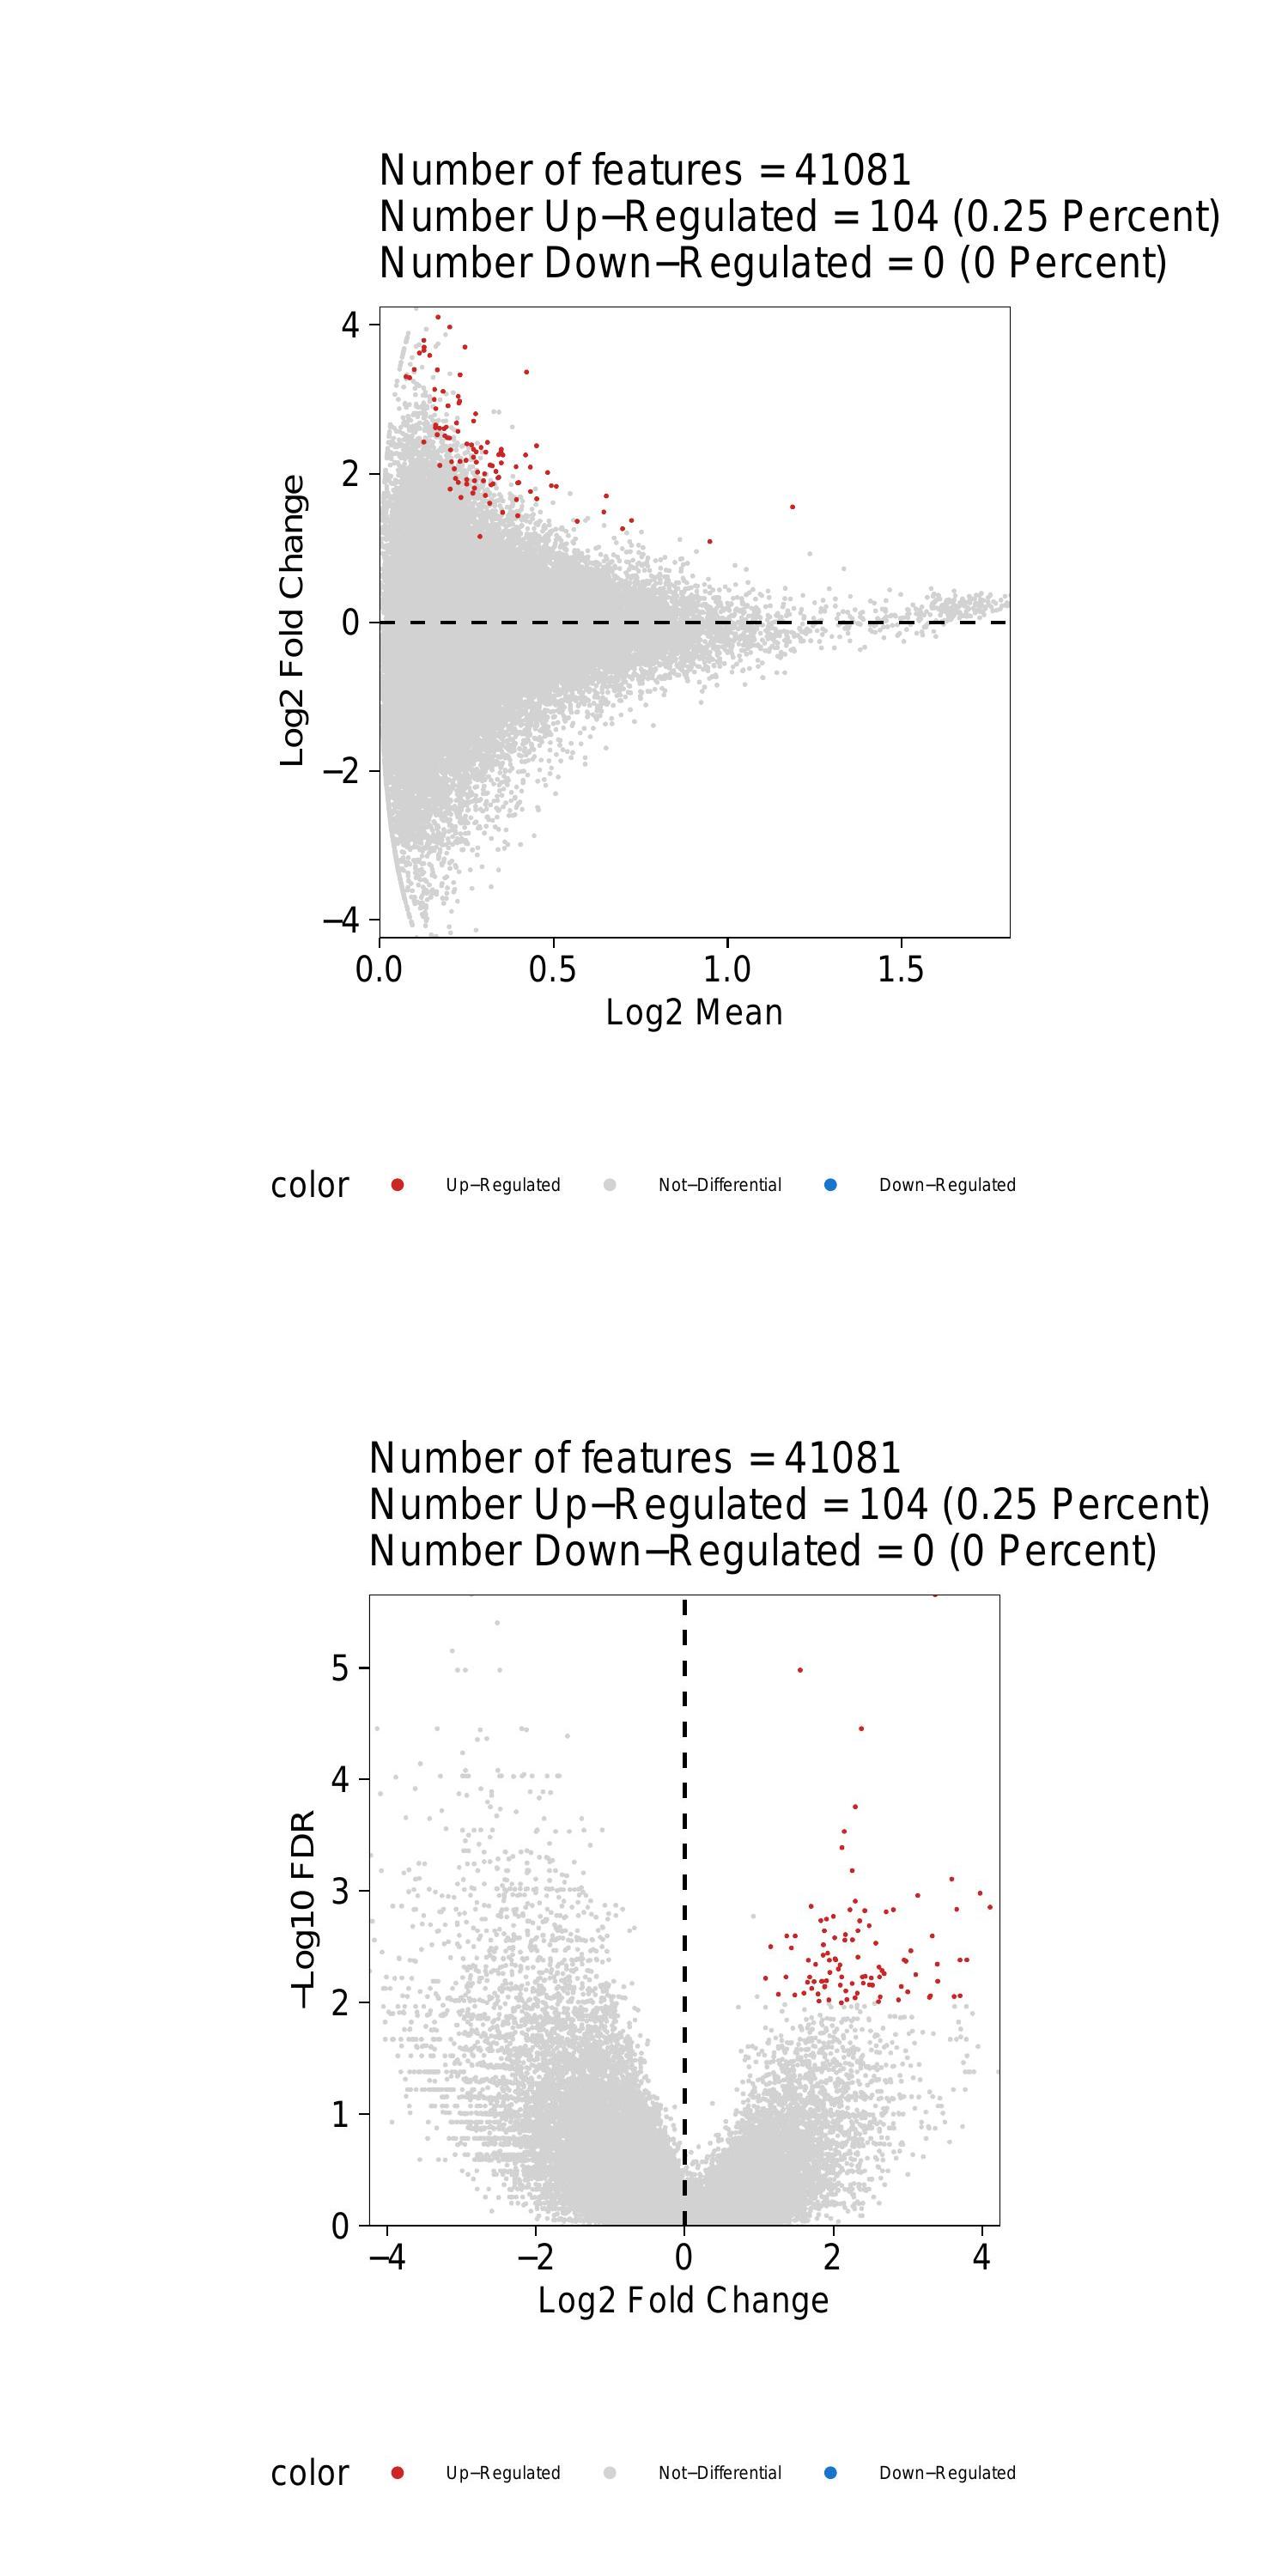 Number of features = 41081
Number Up−Regulated = 104 (0.25 Percent)
Number Down−Regulated = 0 (0 Percent)
4
2
0
−2
−4
Log2 Fold Change
0.0 0.5 1.0 1.5
Log2 Mean
color Up−Regulated Not−Differential Down−Regulated
Number of features = 41081
Number Up−Regulated = 104 (0.25 Percent)
Number Down−Regulated = 0 (0 Percent)
5
4
3
2
1
0
−Log10 FDR
−4 −2 0 2 4
Log2 Fold Change
color Up−Regulated Not−Differential Down−Regulated